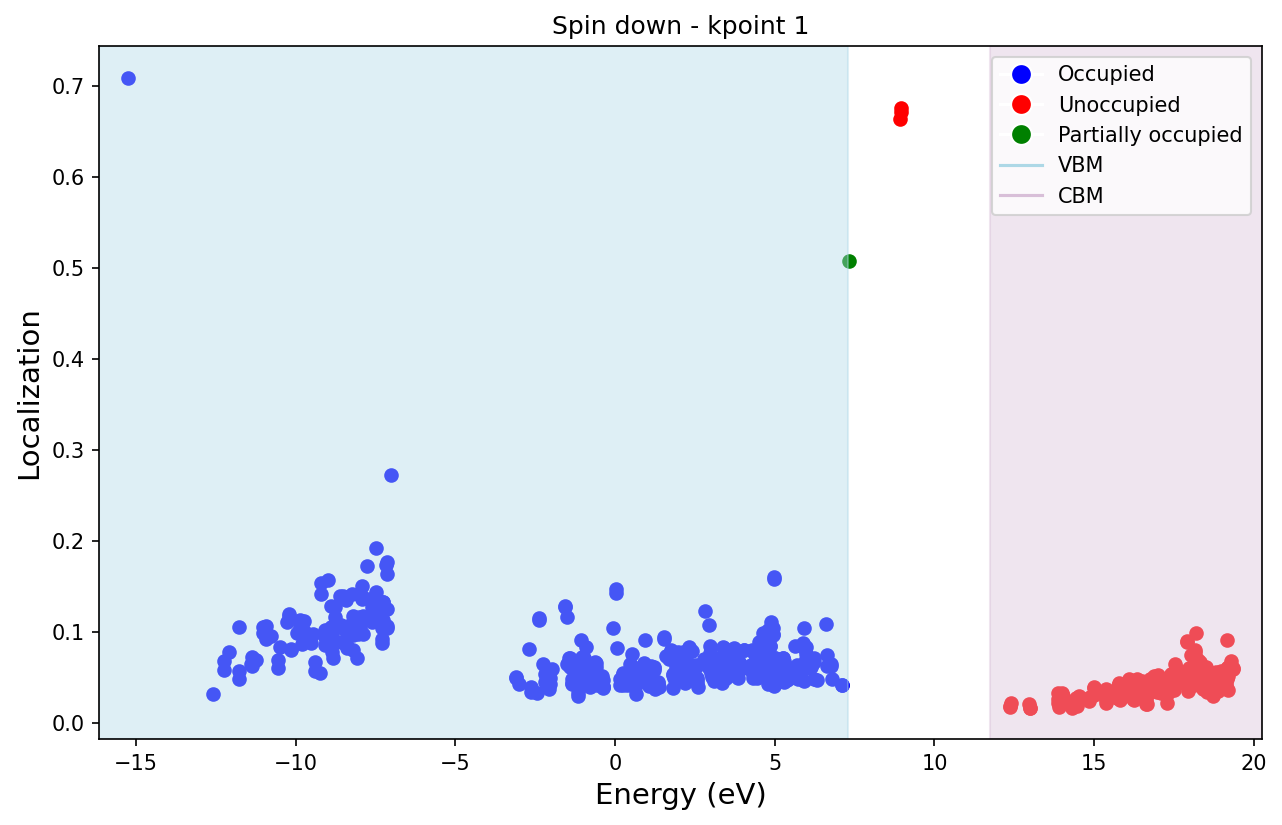 Spin down - kpoint 1
Localization
0.7
0.6
0.5
0.4
0.3
0.2
0.1
0.0
Occupied
Unoccupied
Partially occupied
VBM
CBM
−15
−10
−5
0
5
10
15
20
Energy (eV)